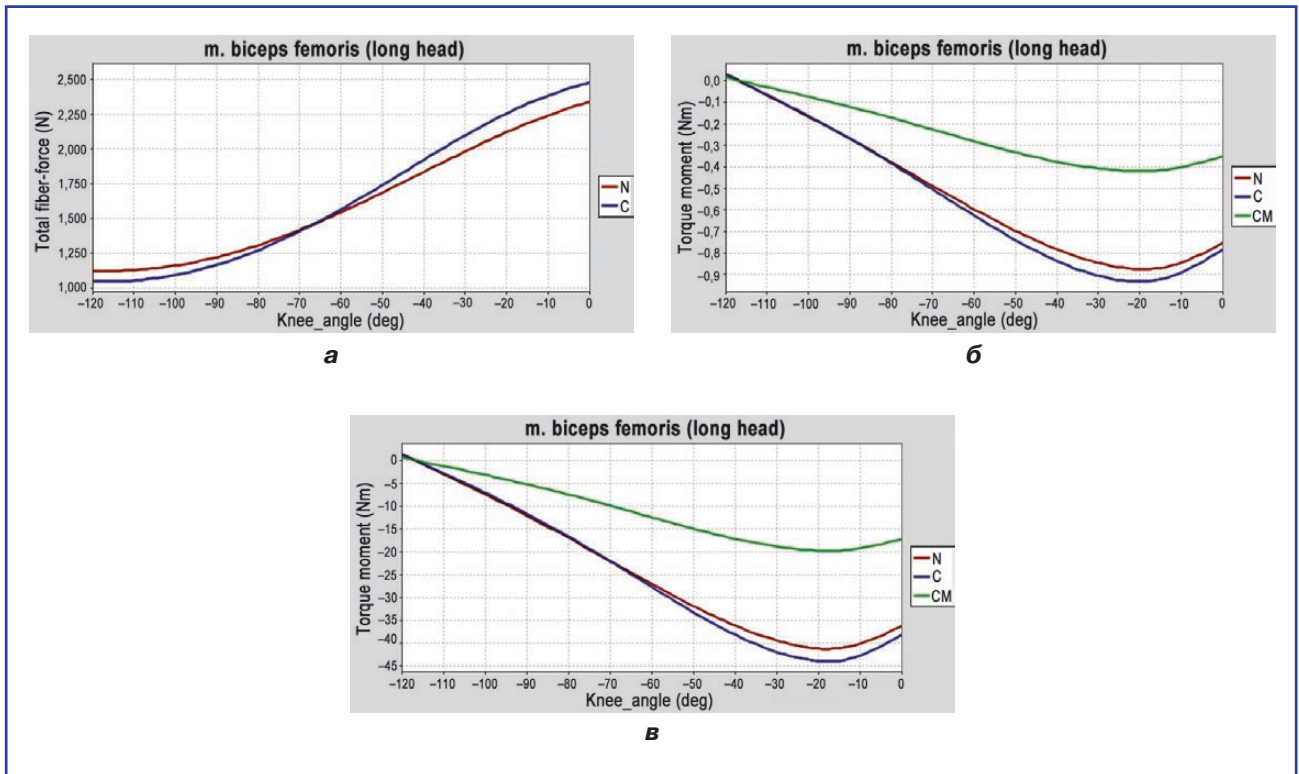 m. biceps femoris (long head)
Total fiber-force (N)
2,500
2,250
2,000
1,750
1,500
1,250
1,000
–120 –110 –100 –90 –80 –70 –60 –50 –40 –30 –20 –10 0
Knee_angle (deg)
N
C
а
m. biceps femoris (long head)
Torque moment (Nm)
0,0
–0,1
–0,2
–0,3
–0,4
–0,5
–0,6
–0,7
–0,8
–0,9
–120 –110 –100 –90 –80 –70 –60 –50 –40 –30 –20 –10 0
Knee_angle (deg)
N
C
CM
б
m. biceps femoris (long head)
Torque moment (Nm)
0
–5
–10
–15
–20
–25
–30
–35
–40
–45
–120 –110 –100 –90 –80 –70 –60 –50 –40 –30 –20 –10 0
Knee_angle (deg)
N
C
CM
в